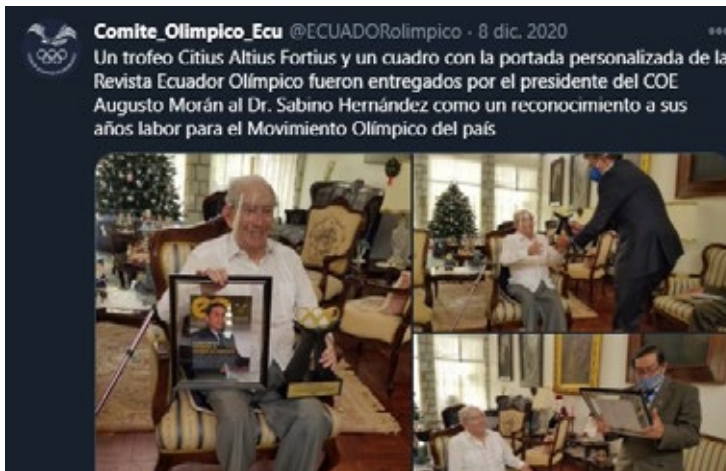 Comite_Olimpico_Ecu @ECUADORolimpico · 8 dic. 2020
Un trofeo Citius Altius Fortius y un cuadro con la portada personalizada de la
Revista Ecuador Olímpico fueron entregados por el presidente del COE
Augusto Morán al Dr. Sabino Hernández como un reconocimiento a sus
años labor para el Movimiento Olímpico del país